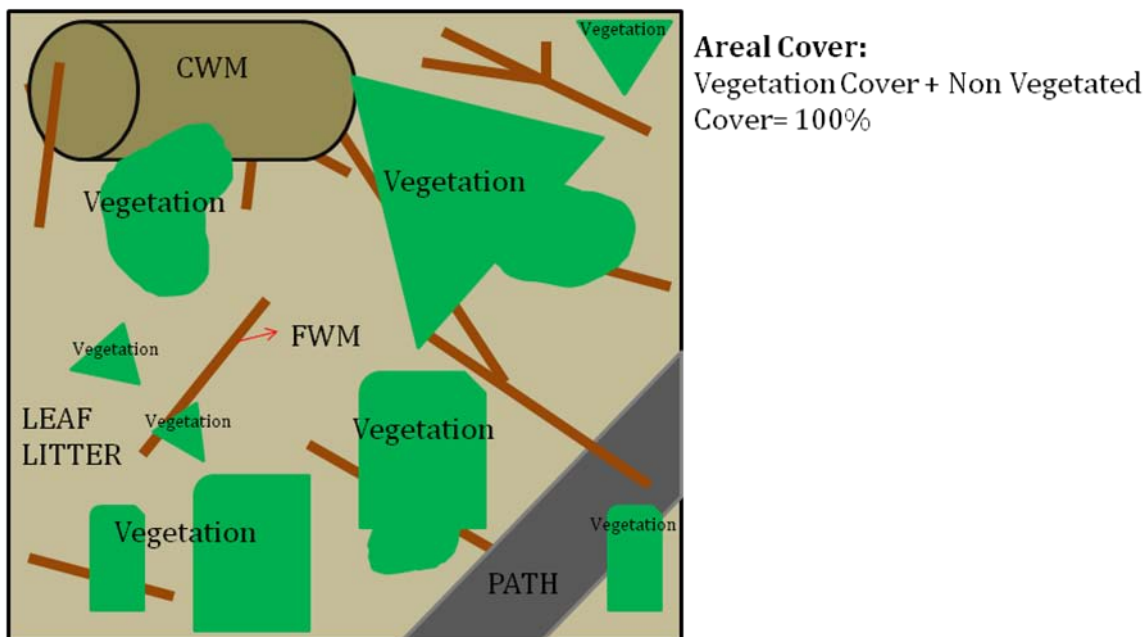 CWM
Vegetation
Areal Cover:
Vegetation Cover + Non Vegetated
Cover= 100%
Vegetation
Vegetation
FWM
Vegetation
LEAF
LITTER
Vegetation
Vegetation
Vegetation
Vegetation
PATH